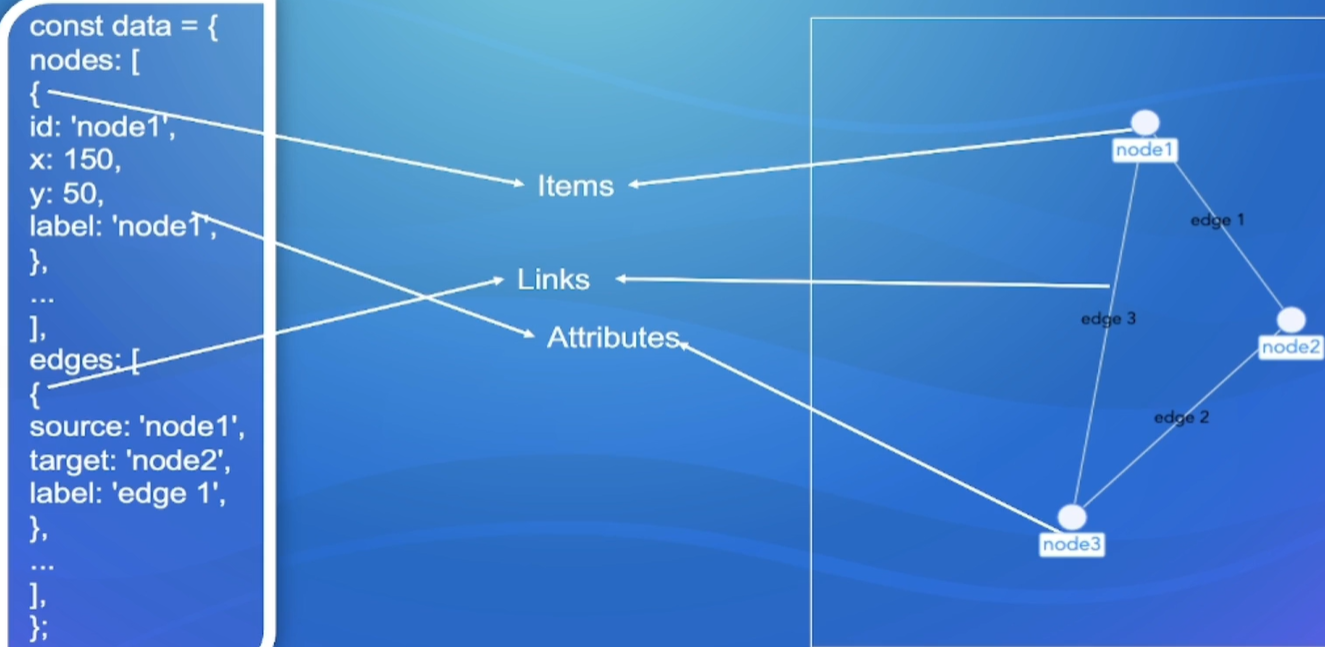 const data = {
nodes: [
{
id: 'node1',
x: 150,
y: 50,
label: 'node1',
},
...
],
edges: [
{
source: 'node1',
target: 'node2',
label: 'edge 1',
},
...
],
};
Items
Links
Attributes
node1
edge 1
edge 3
node2
edge 2
node3